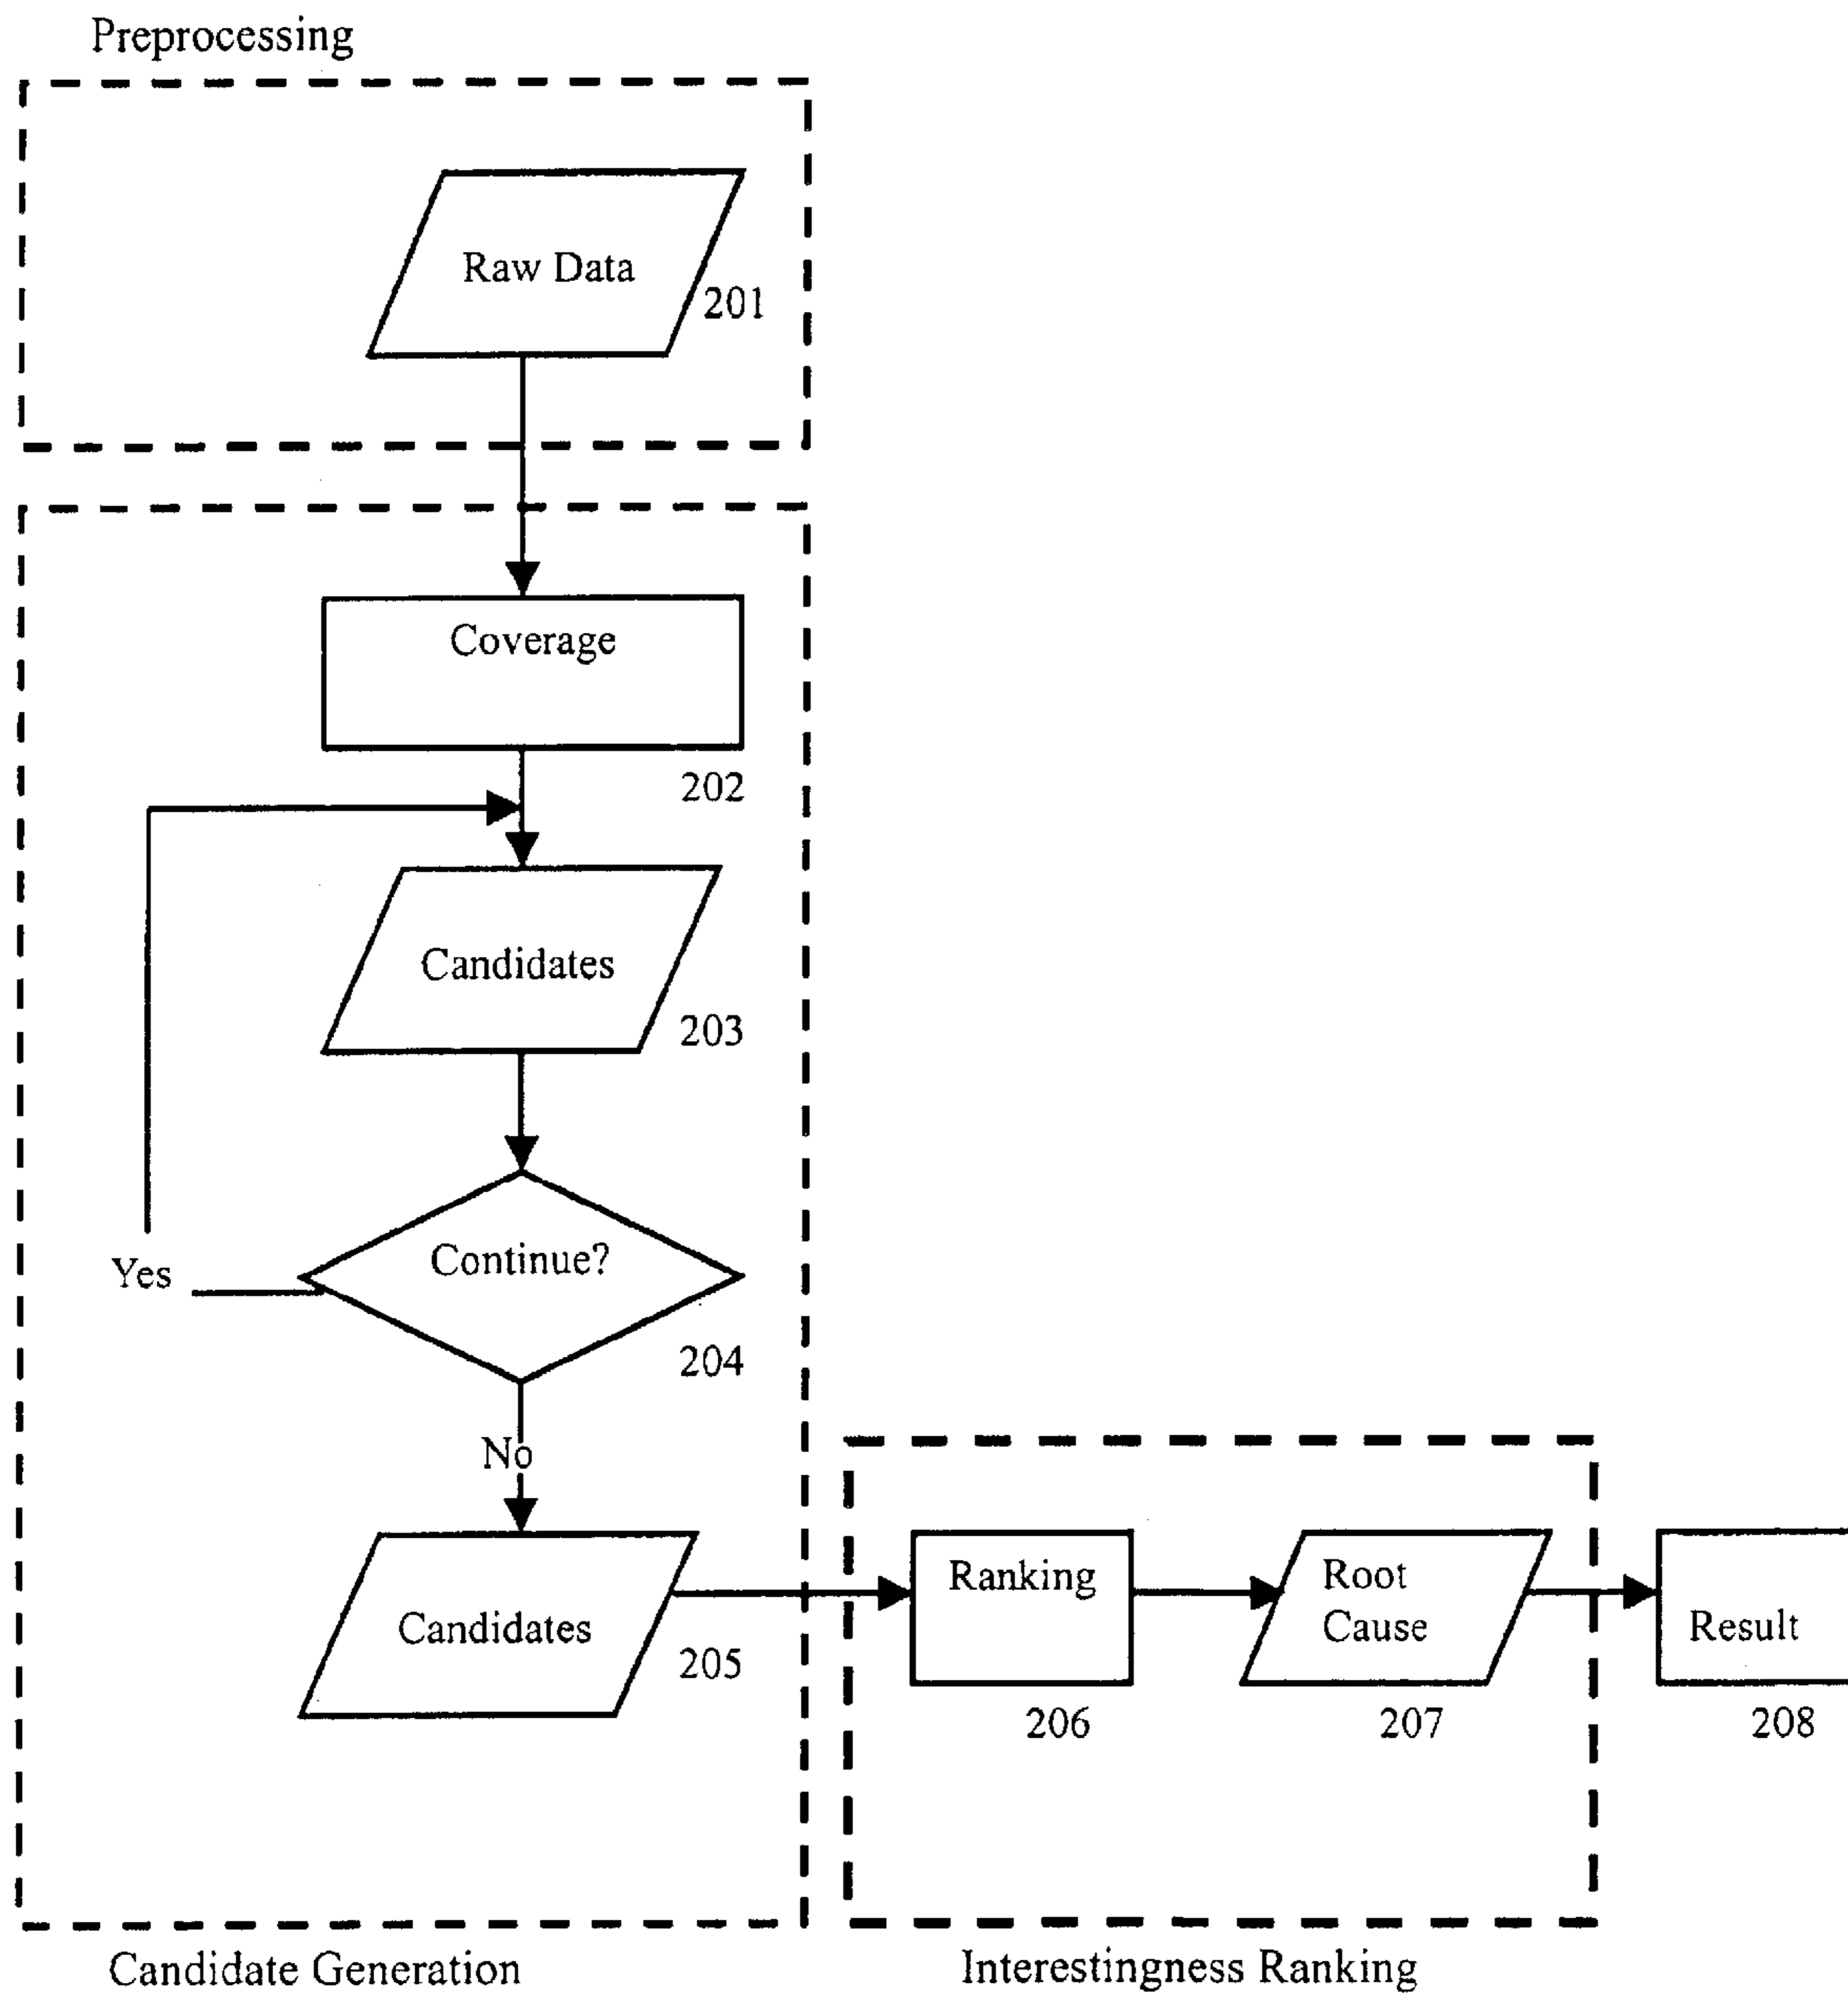 Preprocessing
Raw Data
201
Coverage
202
Candidates
203
Continue?
Yes
204
No
Candidates
205
Ranking
206
Root
Cause
207
Result
208
Candidate Generation
Interestingness Ranking